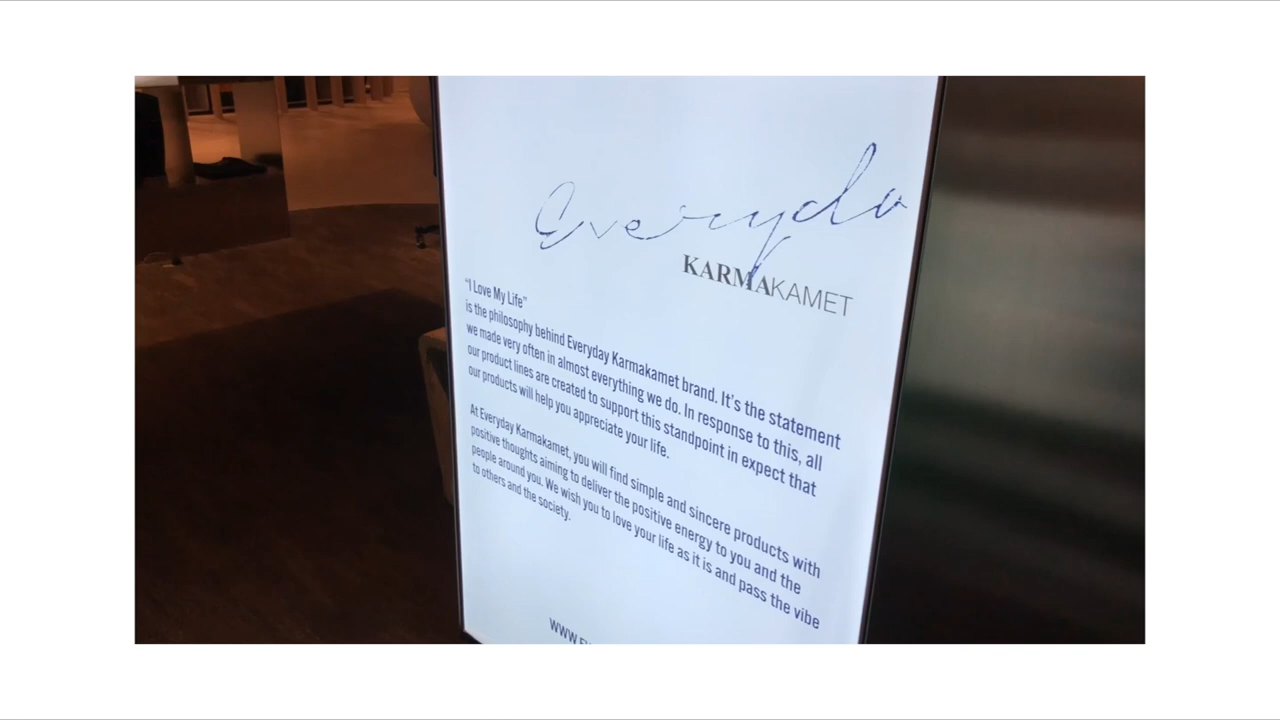 Everyda
KARMAKAMET
“I Love My Life”
is the philosophy behind Everyday Karmakamet brand. It’s the statement
we made very often in almost everything we do. In response to this, all
our product lines are created to support this standpoint in expect that
our products will help you appreciate your life.
At Everyday Karmakamet, you will find simple and sincere products with
positive thoughts aiming to deliver the positive energy to you and the
people around you. We wish you to love your life as it is and pass the vibe
to others and the society.